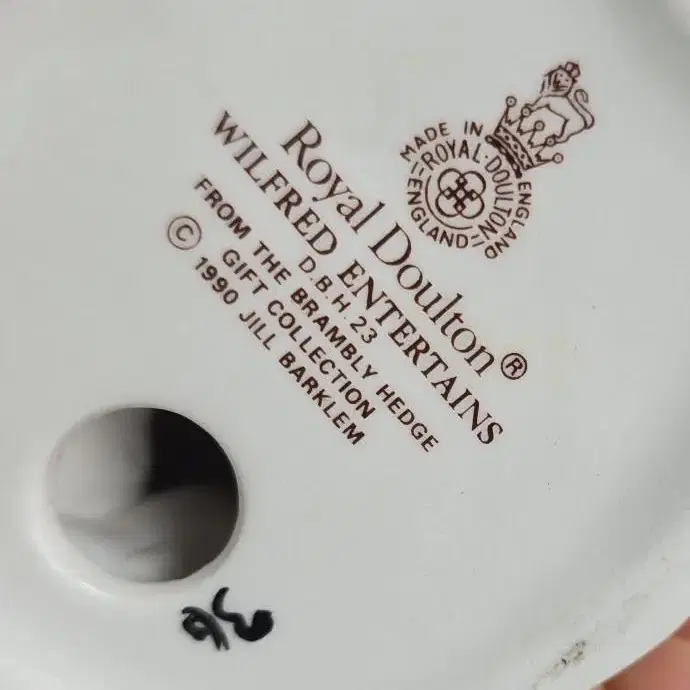 MADE IN ENGLAND
ROYAL·DOULTON
ENGLAND
Royal Doulton®
WILFRED ENTERTAINS
D.B.H.23
FROM THE BRAMBLY HEDGE
GIFT COLLECTION
© 1990 JILL BARKLEM